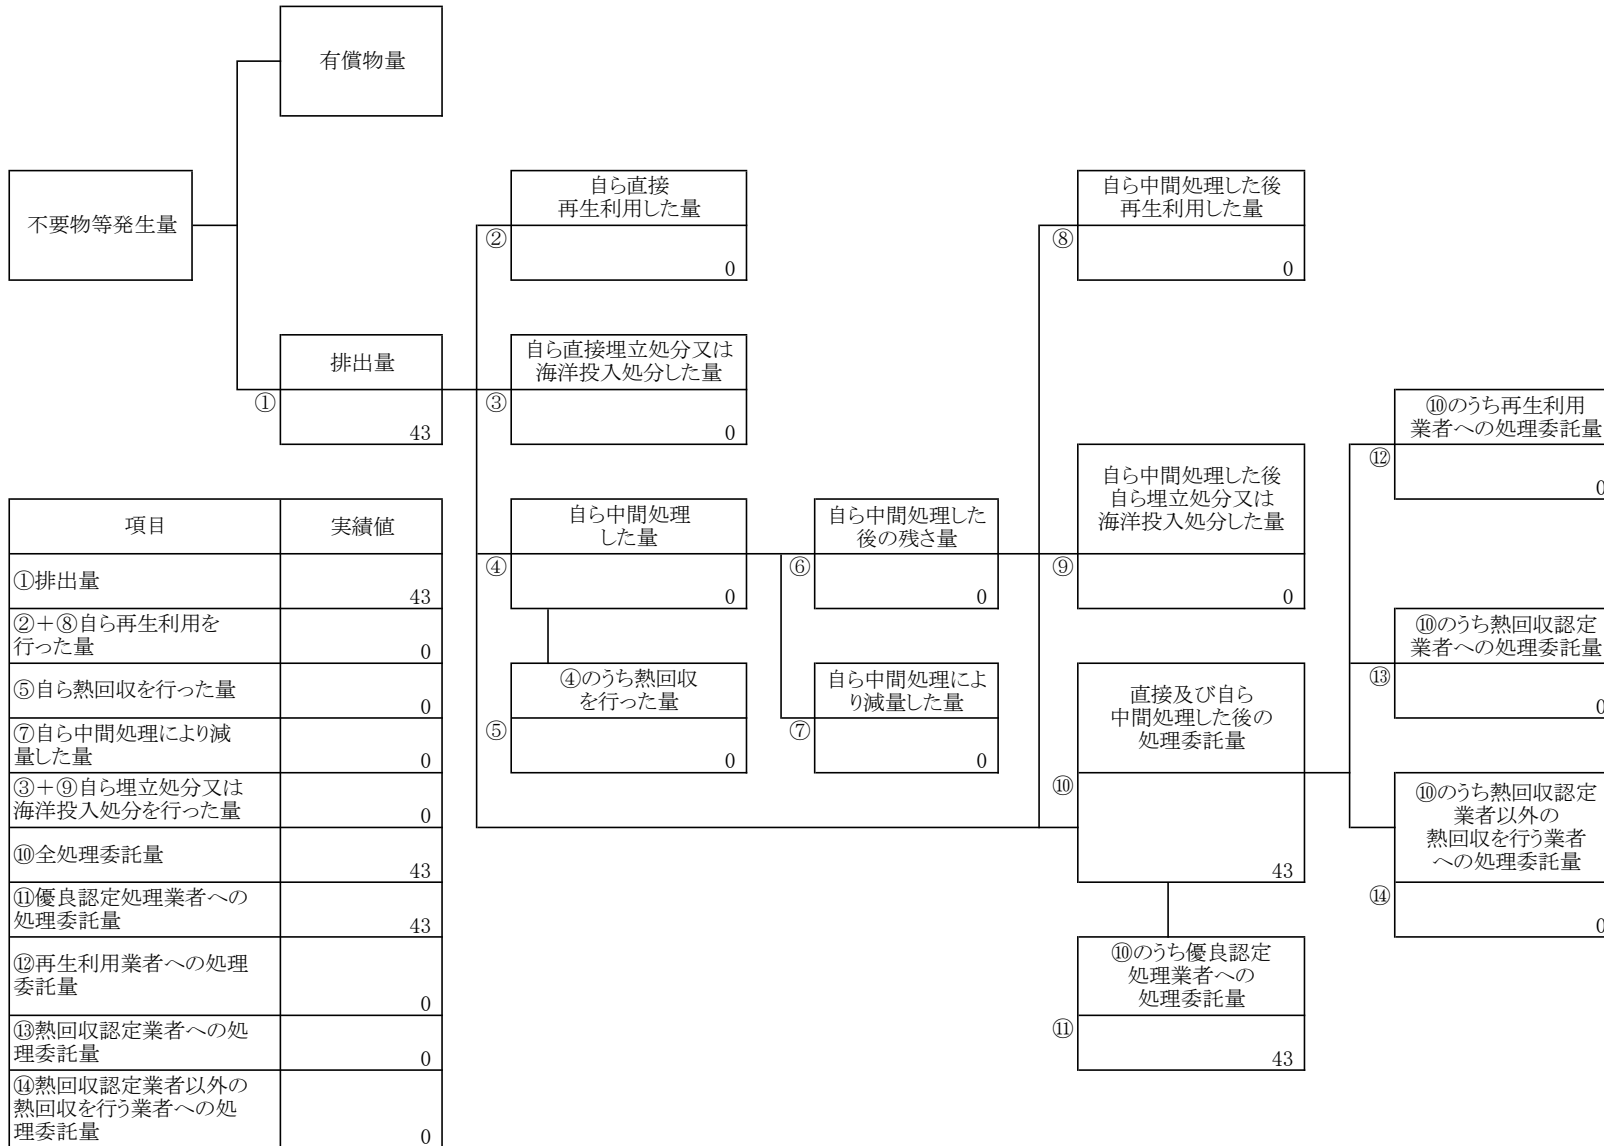 有償物量
不要物等発生量
自ら直接
再生利用した量
②
0
自ら中間処理した後
再生利用した量
⑧
0
排出量
①
43
自ら直接埋立処分又は
海洋投入処分した量
③
0
⑩のうち再生利用
業者への処理委託量
⑫
0
自ら中間処理
した量
④
0
自ら中間処理した
後の残さ量
⑥
0
自ら中間処理した後
自ら埋立処分又は
海洋投入処分した量
⑨
0
⑩のうち熱回収認定
業者への処理委託量
⑬
0
④のうち熱回収
を行った量
⑤
0
自ら中間処理によ
り減量した量
⑦
0
直接及び自ら
中間処理した後の
処理委託量
⑩
43
⑩のうち熱回収認定
業者以外の
熱回収を行う業者
への処理委託量
⑭
0
⑩のうち優良認定
処理業者への
処理委託量
⑪
43
項目 実績値
①排出量
43
②＋⑧自ら再生利用を
行った量
0
⑤自ら熱回収を行った量
0
⑦自ら中間処理により減
量した量
0
③＋⑨自ら埋立処分又は
海洋投入処分を行った量
0
⑩全処理委託量
43
⑪優良認定処理業者への
処理委託量
43
⑫再生利用業者への処理
委託量
0
⑬熱回収認定業者への処
理委託量
0
⑭熱回収認定業者以外の
熱回収を行う業者への処
理委託量
0